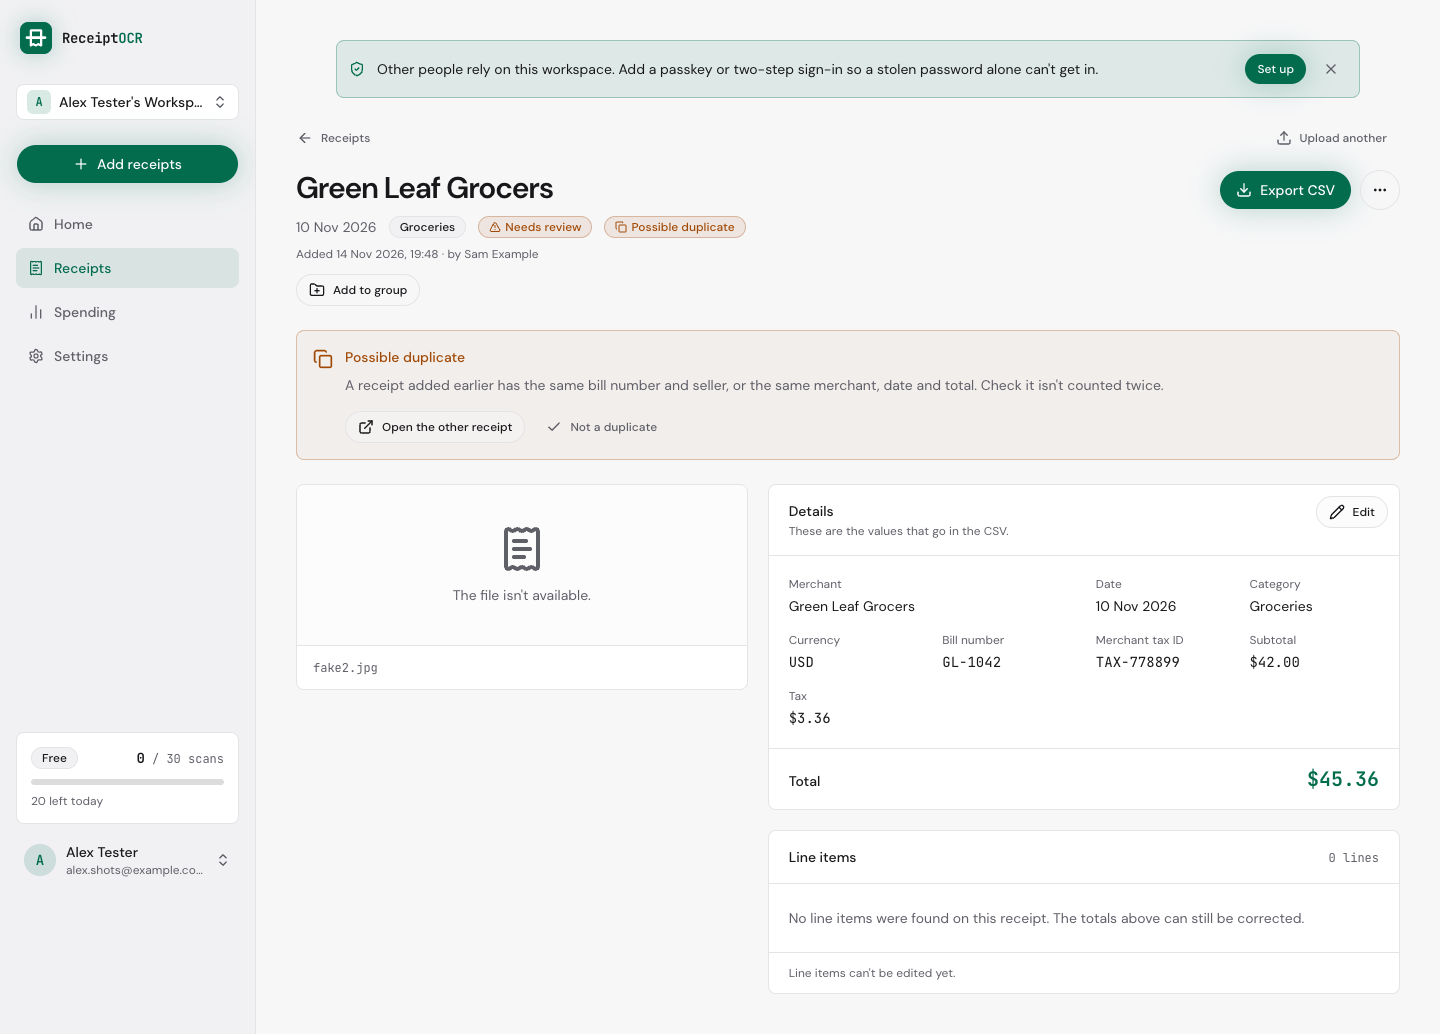 ReceiptOCR
A
Alex Tester's Worksp...
Add receipts
Home
Receipts
Spending
Settings
Free
0 / 30 scans
20 left today
A
Alex Tester
alex.shots@example.co...
Other people rely on this workspace. Add a passkey or two-step sign-in so a stolen password alone can't get in.
Set up
Receipts
Upload another
Green Leaf Grocers
Export CSV
10 Nov 2026
Groceries
Needs review
Possible duplicate
Added 14 Nov 2026, 19:48 · by Sam Example
Add to group
Possible duplicate
A receipt added earlier has the same bill number and seller, or the same merchant, date and total. Check it isn't counted twice.
Open the other receipt
Not a duplicate
The file isn't available.
fake2.jpg
Details
These are the values that go in the CSV.
Edit
Merchant
Green Leaf Grocers
Date
10 Nov 2026
Category
Groceries
Currency
USD
Bill number
GL-1042
Merchant tax ID
TAX-778899
Subtotal
$42.00
Tax
$3.36
Total
$45.36
Line items
0 lines
No line items were found on this receipt. The totals above can still be corrected.
Line items can't be edited yet.